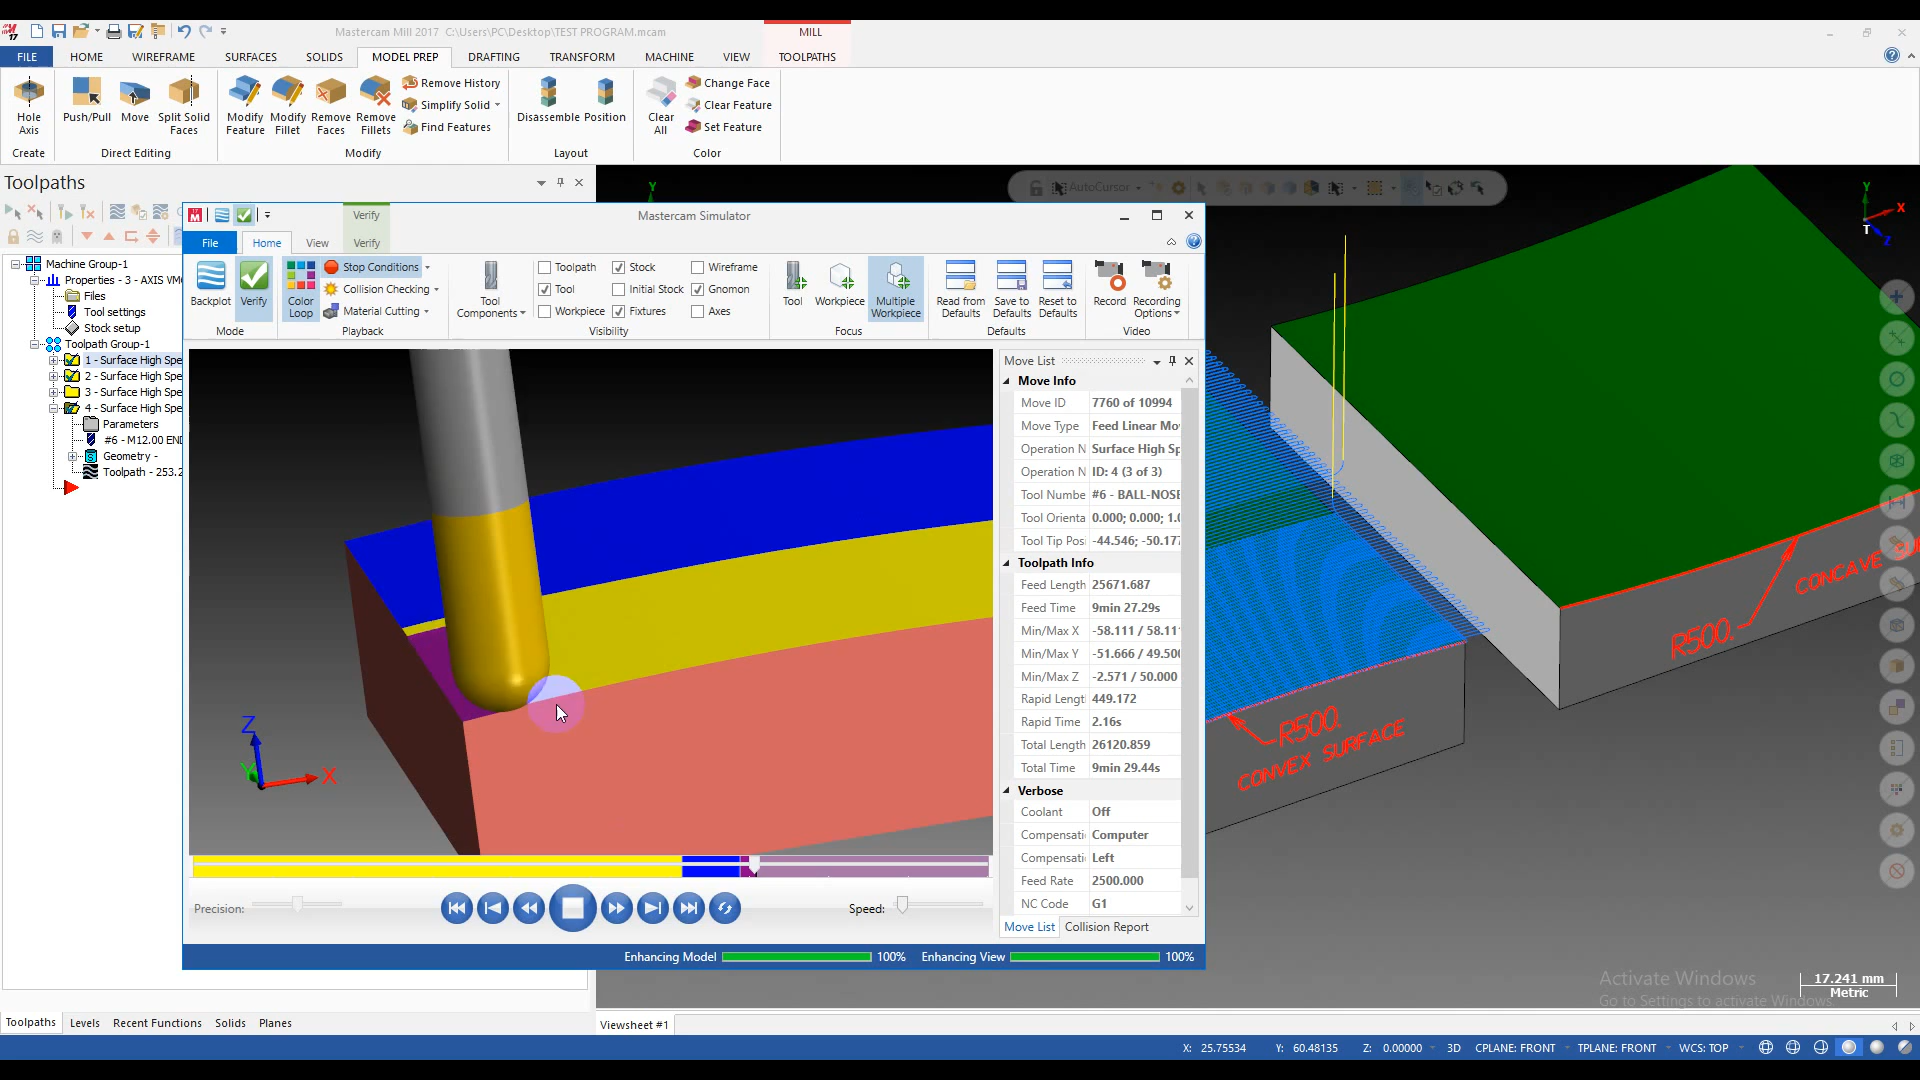 Mastercam Mill 2017 C:\Users\PC\Desktop\TEST PROGRAM.mcam
MILL
FILE HOME WIREFRAME SURFACES SOLIDS MODEL PREP DRAFTING TRANSFORM MACHINE VIEW TOOLPATHS
Hole Axis
Push/Pull Move Split Solid Faces
Modify Feature Modify Fillet Remove Faces Remove Fillets
Remove History
Simplify Solid
Find Features
Disassemble Position
Clear All
Change Face
Clear Feature
Set Feature
Create Direct Editing Modify Layout Color
Toolpaths
Machine Group-1
Properties - 3 - AXIS VM
Files
Tool settings
Stock setup
Toolpath Group-1
1 - Surface High Spe
2 - Surface High Spe
3 - Surface High Spe
4 - Surface High Spe
Parameters
#6 - M12.00 END
Geometry -
Toolpath - 253.2
AutoCursor
Verify
Mastercam Simulator
File Home View Verify
Backplot Verify
Color Loop
Stop Conditions
Collision Checking
Material Cutting
Tool Components
Toolpath Stock Wireframe
Tool Initial Stock Gnomon
Workpiece Fixtures Axes
Tool Workpiece Multiple Workpiece
Read from Defaults Save to Defaults Reset to Defaults
Record Recording Options
Mode Playback Visibility Focus Defaults Video
Z
Y
X
Move List
Move Info
Move ID 7760 of 10994
Move Type Feed Linear Mo
Operation N Surface High Sp
Operation N ID: 4 (3 of 3)
Tool Numbe #6 - BALL-NOSE
Tool Orienta 0.000; 0.000; 1.0
Tool Tip Posi -44.546; -50.177
Toolpath Info
Feed Length 25671.687
Feed Time 9min 27.29s
Min/Max X -58.111 / 58.111
Min/Max Y -51.666 / 49.500
Min/Max Z -2.571 / 50.000
Rapid Lengt 449.172
Rapid Time 2.16s
Total Length 26120.859
Total Time 9min 29.44s
Verbose
Coolant Off
Compensati Computer
Compensati Left
Feed Rate 2500.000
NC Code G1
Move List Collision Report
Precision:
Speed:
Enhancing Model 100% Enhancing View 100%
Y
Y
X
T
Z
R500.
CONCAVE SU
R500.
CONVEX SURFACE
Activate Windows
Go to Settings to activate Windows.
17.241 mm
Metric
Toolpaths Levels Recent Functions Solids Planes
Viewsheet #1
X: 25.75534 Y: 60.48135 Z: 0.00000 3D CPLANE: FRONT TPLANE: FRONT WCS: TOP